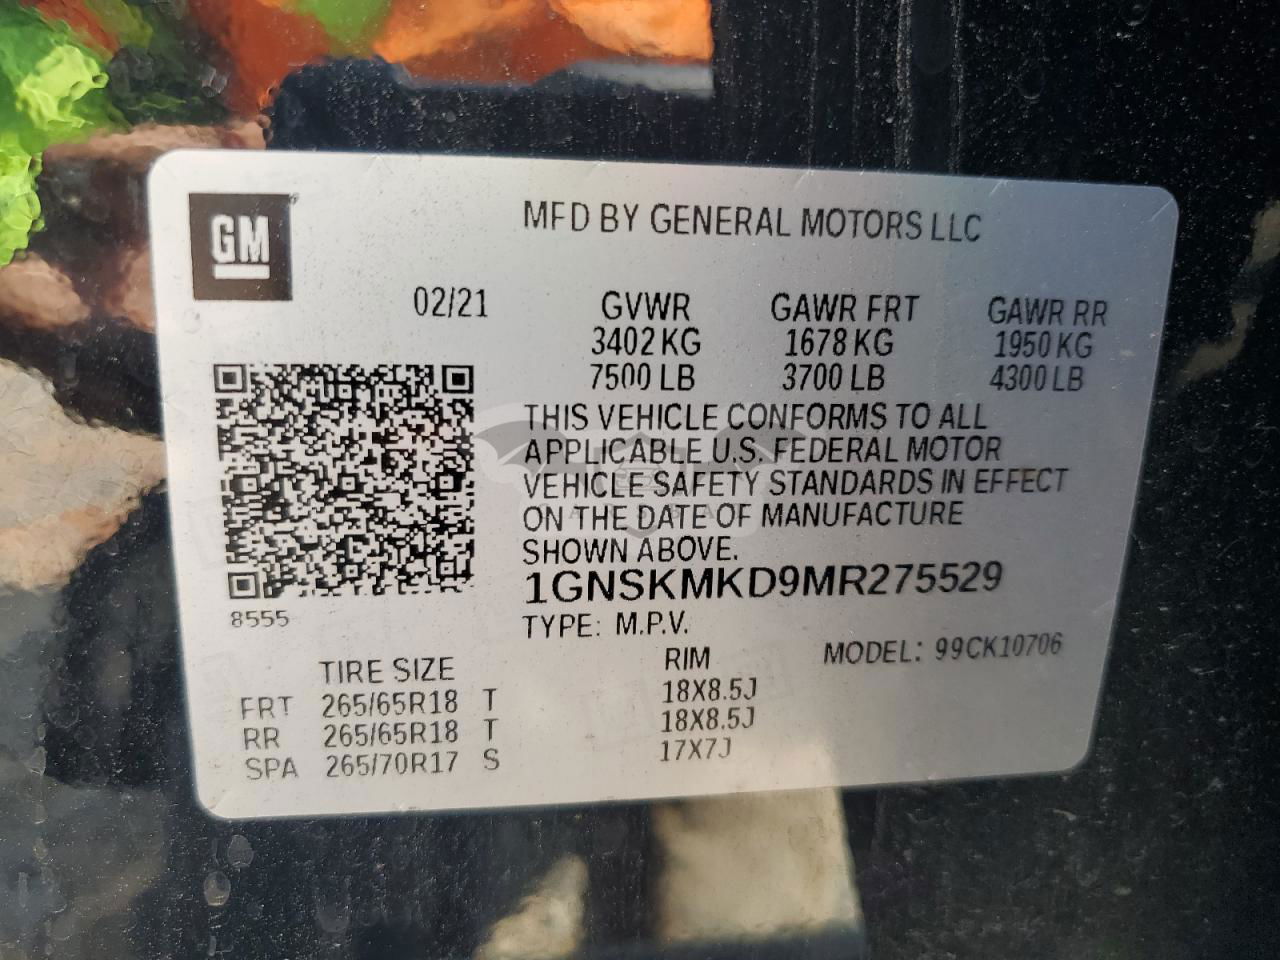 GM
MFD BY GENERAL MOTORS LLC
02/21 GVWR GAWR FRT GAWR RR
3402 KG 1678 KG 1950 KG
7500 LB 3700 LB 4300 LB
THIS VEHICLE CONFORMS TO ALL
APPLICABLE U.S. FEDERAL MOTOR
VEHICLE SAFETY STANDARDS IN EFFECT
ON THE DATE OF MANUFACTURE
SHOWN ABOVE.
1GNSKMKD9MR275529
8555
TYPE: M.P.V.
MODEL: 99CK10706
TIRE SIZE RIM
FRT 265/65R18 T 18X8.5J
RR 265/65R18 T 18X8.5J
SPA 265/70R17 S 17X7J